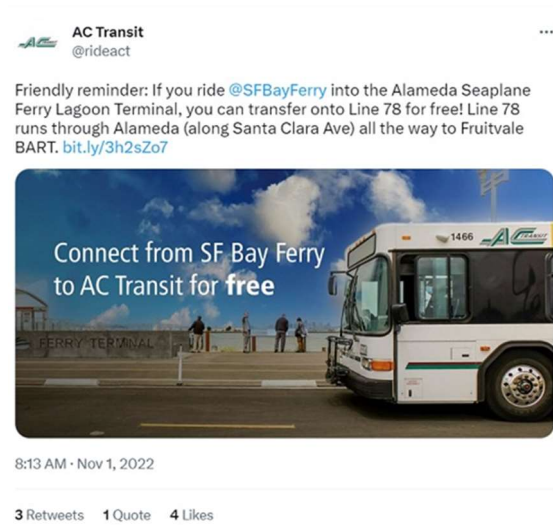 AC Transit
@rideact
Friendly reminder: If you ride @SFBayFerry into the Alameda Seaplane
Ferry Lagoon Terminal, you can transfer onto Line 78 for free! Line 78
runs through Alameda (along Santa Clara Ave) all the way to Fruitvale
BART. bit.ly/3h2sZo7
1466 AC TRANSIT
Connect from SF Bay Ferry
to AC Transit for free
FERRY TERMINAL
8:13 AM · Nov 1, 2022
3 Retweets 1 Quote 4 Likes